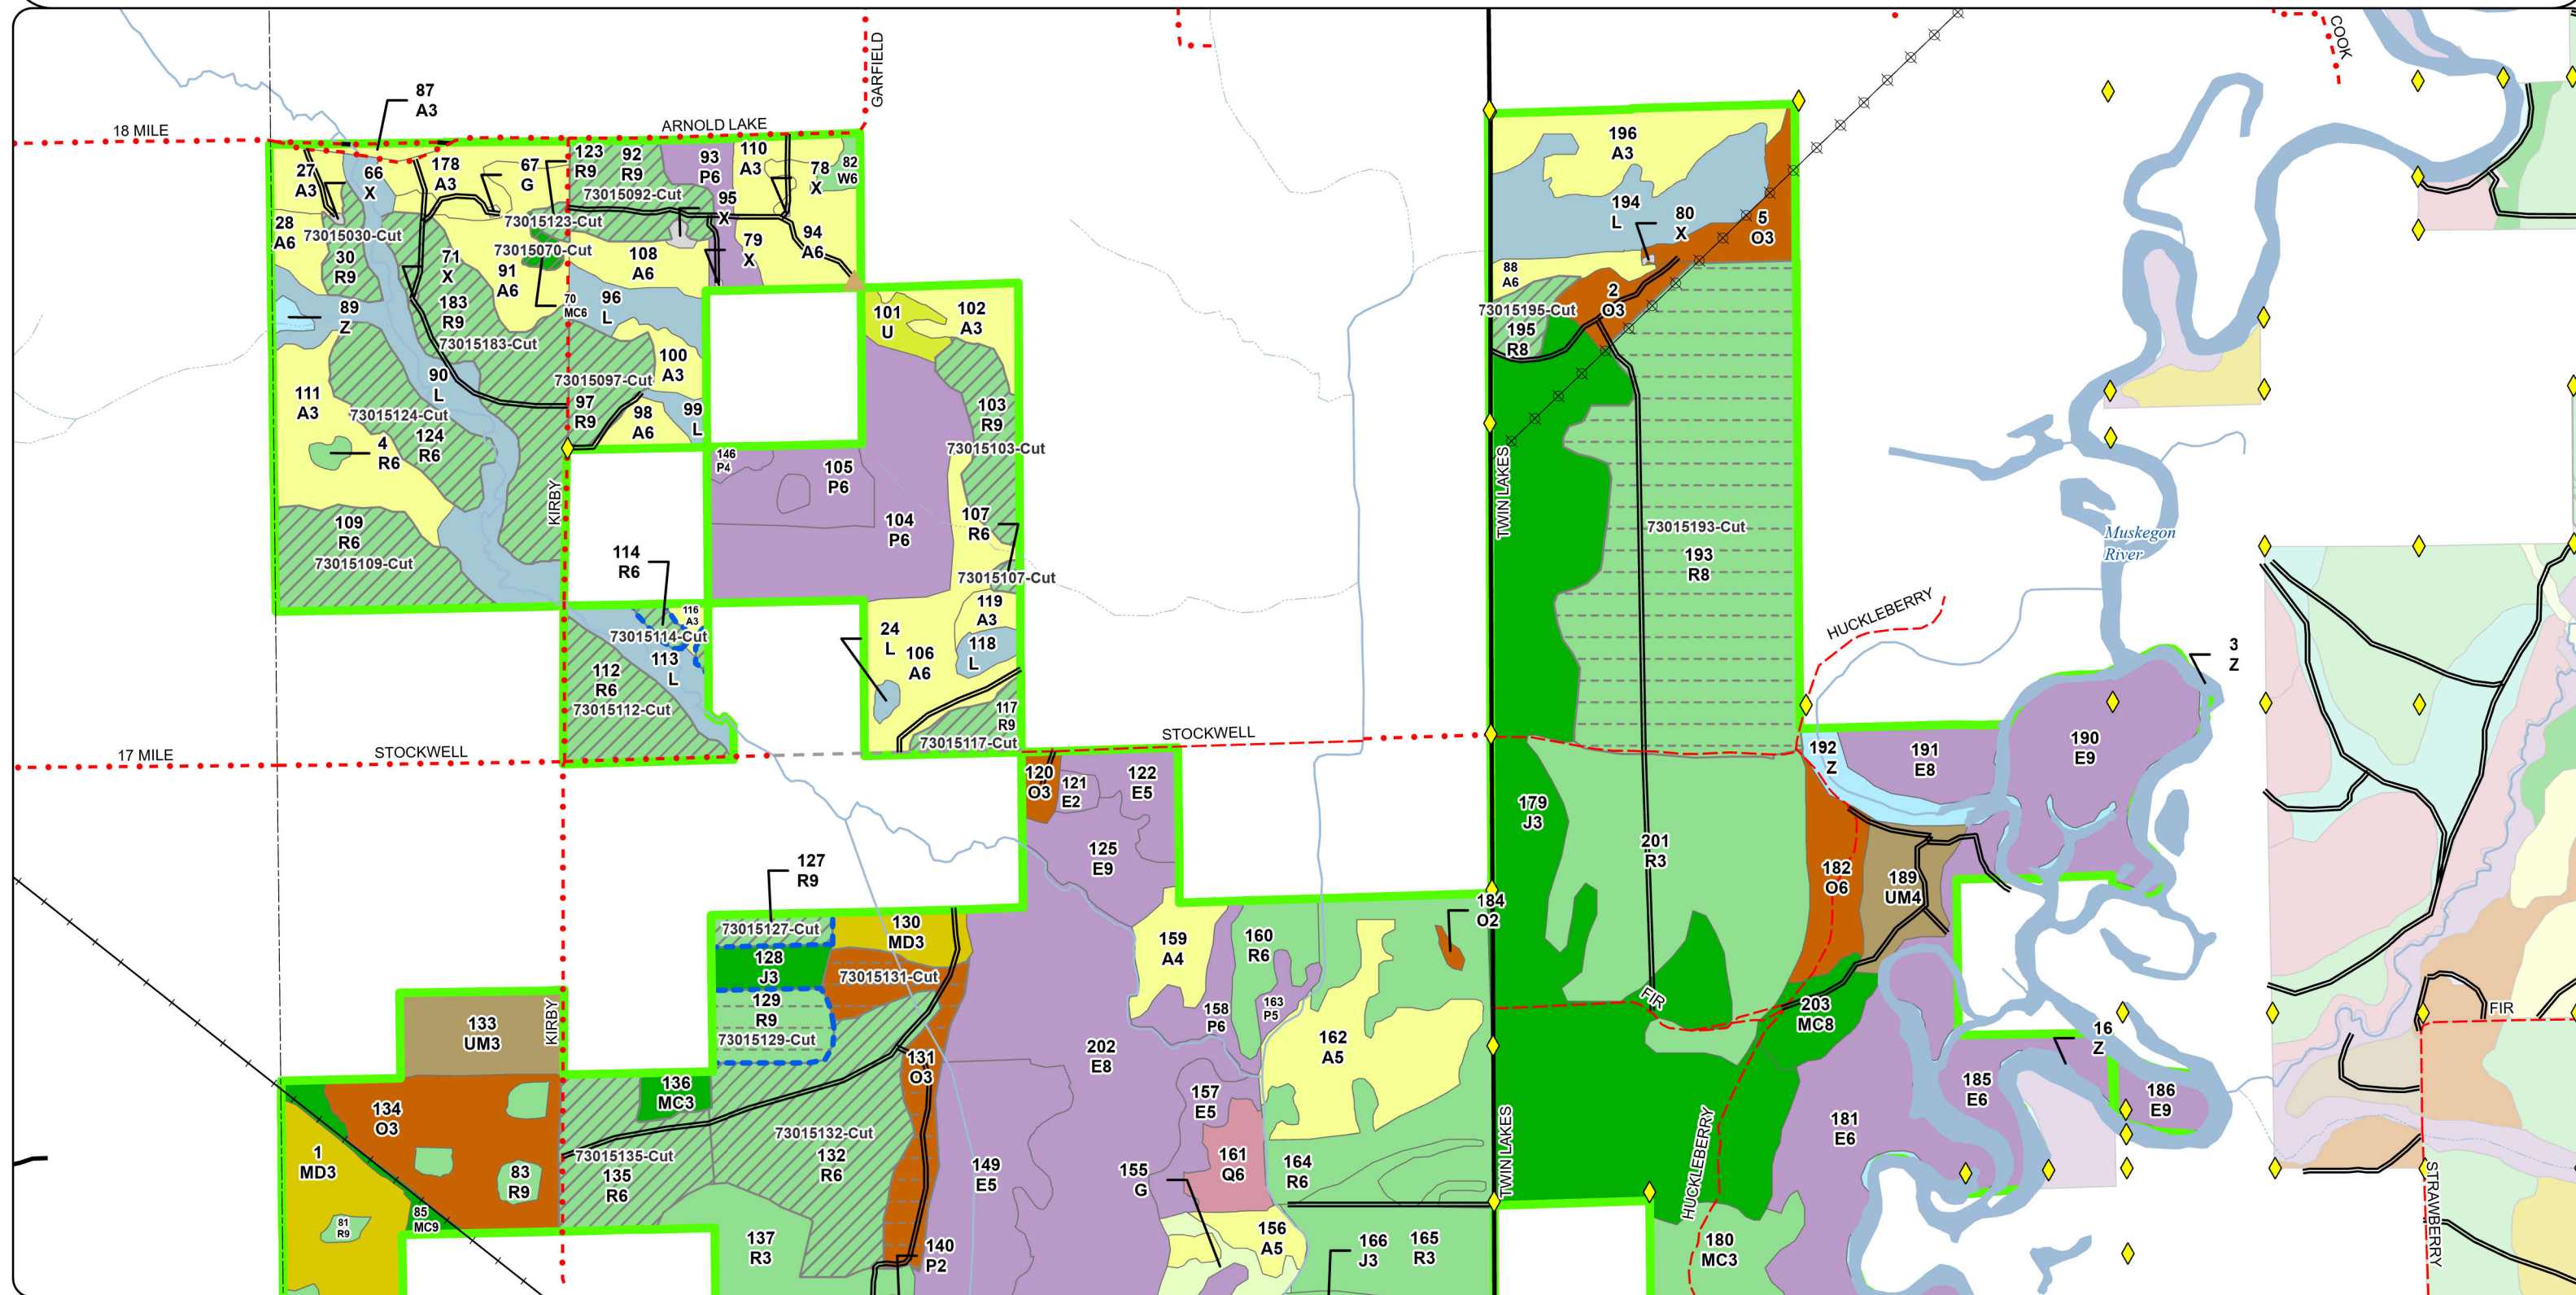 COOK
GARFIELD
87
A3
18 MILE
ARNOLD LAKE
27
A3
66
X
178
A3
67
G
123
R9
92
R9
73015092-Cut
93
P6
110
A3
78
X
82
W6
196
A3
28
A6
73015030-Cut
30
R9
73015123-Cut
73015070-Cut
95
X
194
L
80
X
5
O3
71
X
91
A6
108
A6
79
X
94
A6
89
Z
183
R9
70
MC6
96
L
88
A6
2
O3
101
U
102
A3
73015195-Cut
195
R8
73015183-Cut
90
L
100
A3
73015097-Cut
111
A3
73015124-Cut
124
R6
4
R6
97
R9
98
A6
99
L
103
R9
73015103-Cut
146
P4
105
P6
KIRBY
TWIN LAKES
104
P6
107
R6
109
R6
73015109-Cut
73015193-Cut
193
R8
Muskegon
River
114
R6
73015107-Cut
116
A3
73015114-Cut
113
L
112
R6
73015112-Cut
24
L
106
A6
119
A3
118
L
HUCKLEBERRY
3
Z
117
R9
73015117-Cut
17 MILE
STOCKWELL
STOCKWELL
120
O3
121
E2
122
E5
192
Z
191
E8
190
E9
179
J3
125
E9
201
R3
182
O6
189
UM4
127
R9
73015127-Cut
130
MD3
184
O2
159
A4
160
R6
128
J3
73015131-Cut
129
R9
73015129-Cut
158
P6
163
P5
FIR
203
MC8
FIR
133
UM3
KIRBY
162
A5
16
Z
202
E8
131
O3
157
E5
136
MC3
134
O3
185
E6
186
E9
181
E6
73015132-Cut
132
R6
73015135-Cut
135
R6
1
MD3
83
R9
149
E5
155
G
161
Q6
164
R6
TWIN LAKES
HUCKLEBERRY
STRAWBERRY
81
R9
85
MC9
137
R3
140
P2
156
A5
166
J3
165
R3
180
MC3